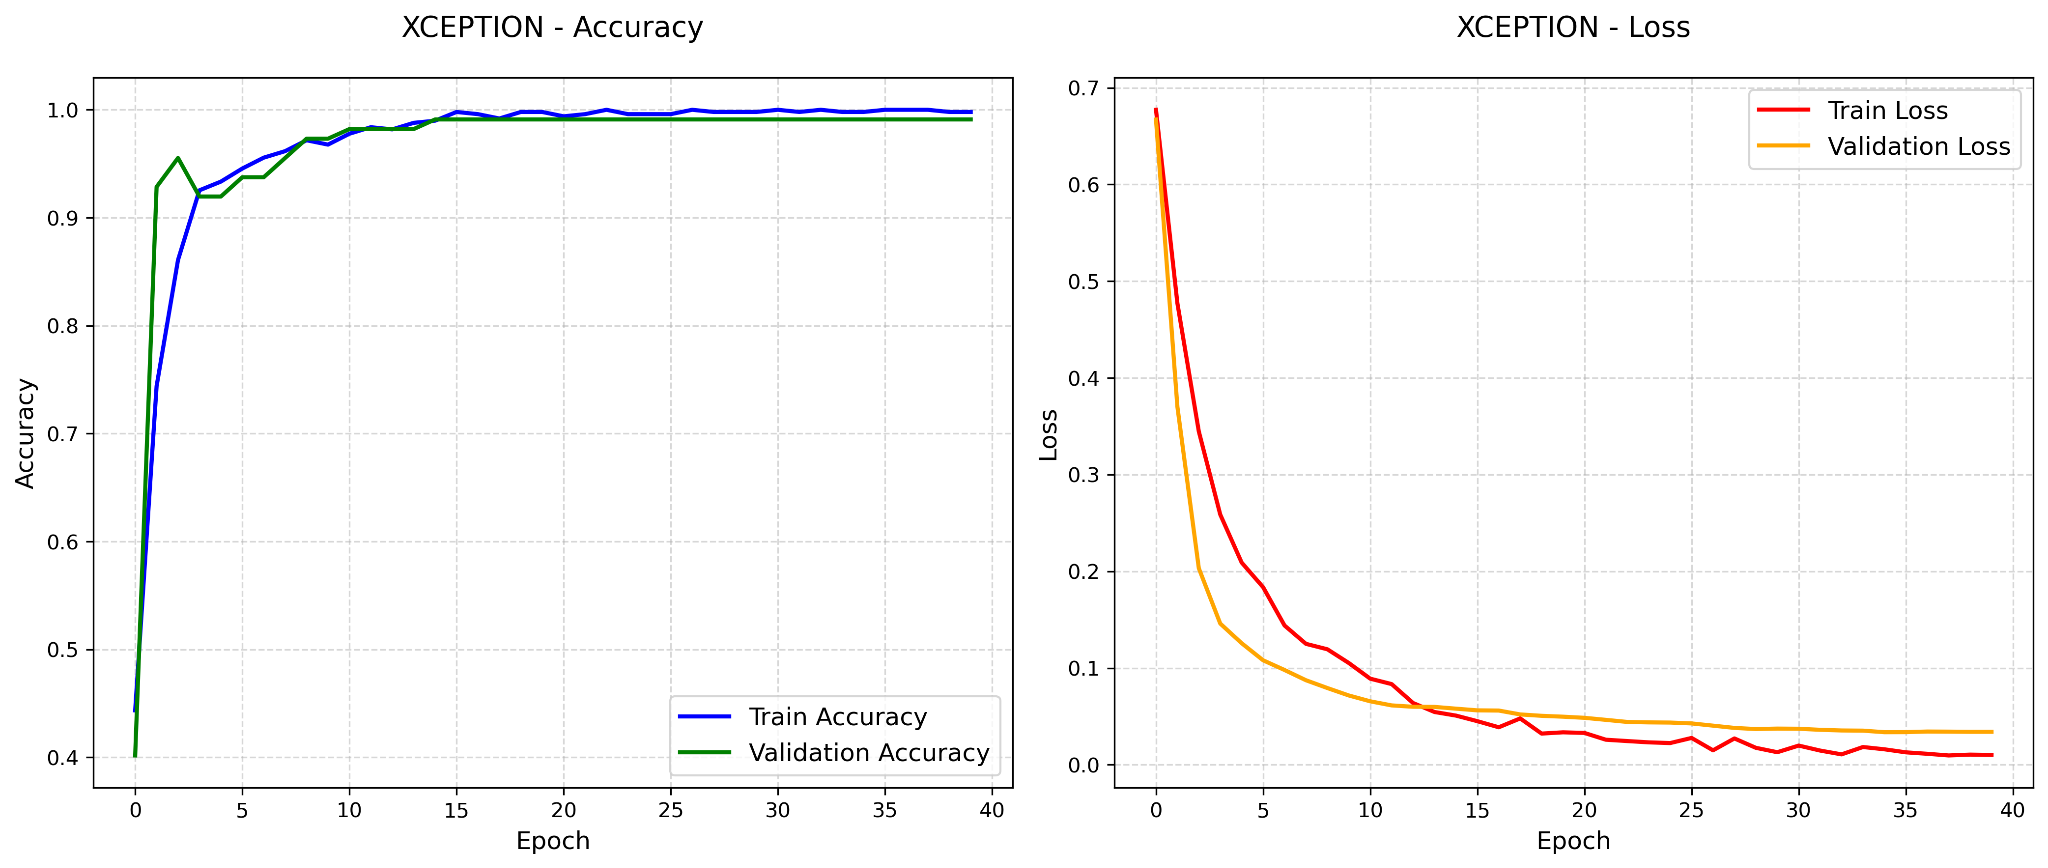 XCEPTION - Accuracy
Accuracy
1.0
0.9
0.8
0.7
0.6
0.5
0.4
0 5 10 15 20 25 30 35 40
Epoch
Train Accuracy
Validation Accuracy
XCEPTION - Loss
Loss
0.7
0.6
0.5
0.4
0.3
0.2
0.1
0.0
0 5 10 15 20 25 30 35 40
Epoch
Train Loss
Validation Loss